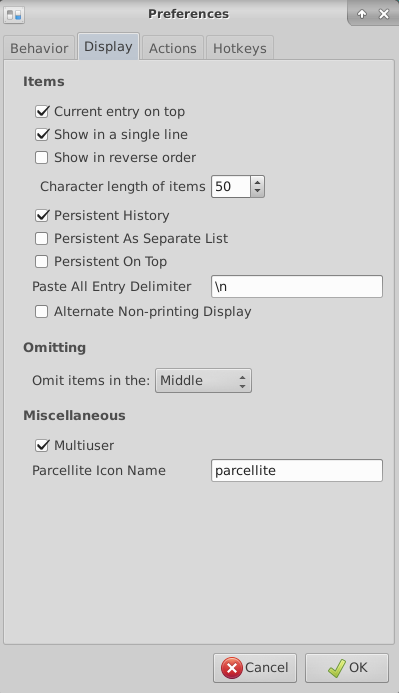 Preferences
Behavior Display Actions Hotkeys
Items
Current entry on top
Show in a single line
Show in reverse order
Character length of items 50
Persistent History
Persistent As Separate List
Persistent On Top
Paste All Entry Delimiter \n
Alternate Non-printing Display
Omitting
Omit items in the: Middle
Miscellaneous
Multiuser
Parcellite Icon Name parcellite
Cancel OK